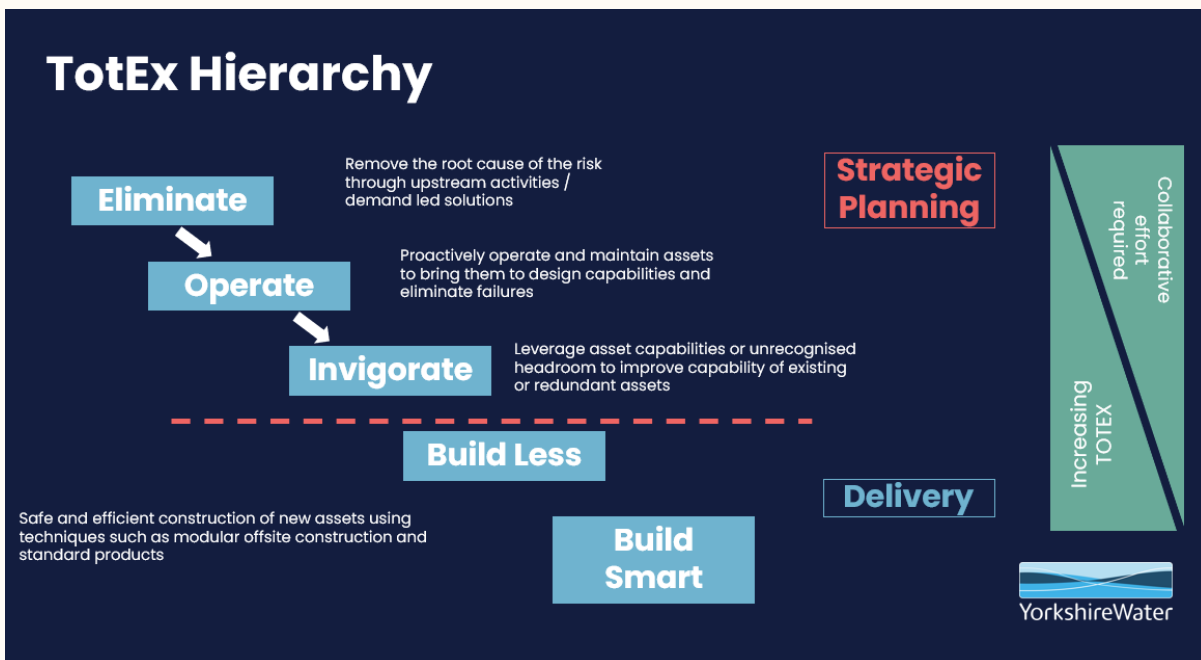 TotEx Hierarchy
Eliminate
Remove the root cause of the risk
through upstream activities /
demand led solutions
Operate
Proactively operate and maintain assets
to bring them to design capabilities and
eliminate failures
Invigorate
Leverage asset capabilities or unrecognised
headroom to improve capability of existing
or redundant assets
Build Less
Safe and efficient construction of new assets using
techniques such as modular offsite construction and
standard products
Build
Smart
Strategic
Planning
Delivery
Collaborative
effort
required
Increasing
TOTEX
YorkshireWater